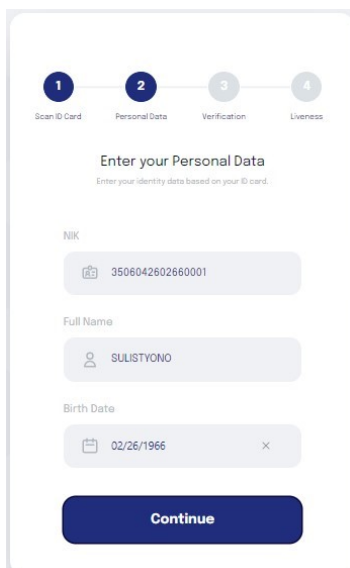 1 2 3 4
Scan ID Card Personal Data Verification Liveness
Enter your Personal Data
Enter your identity data based on your ID card.
NIK
3506042602660001
Full Name
SULISTYONO
Birth Date
02/26/1966
Continue